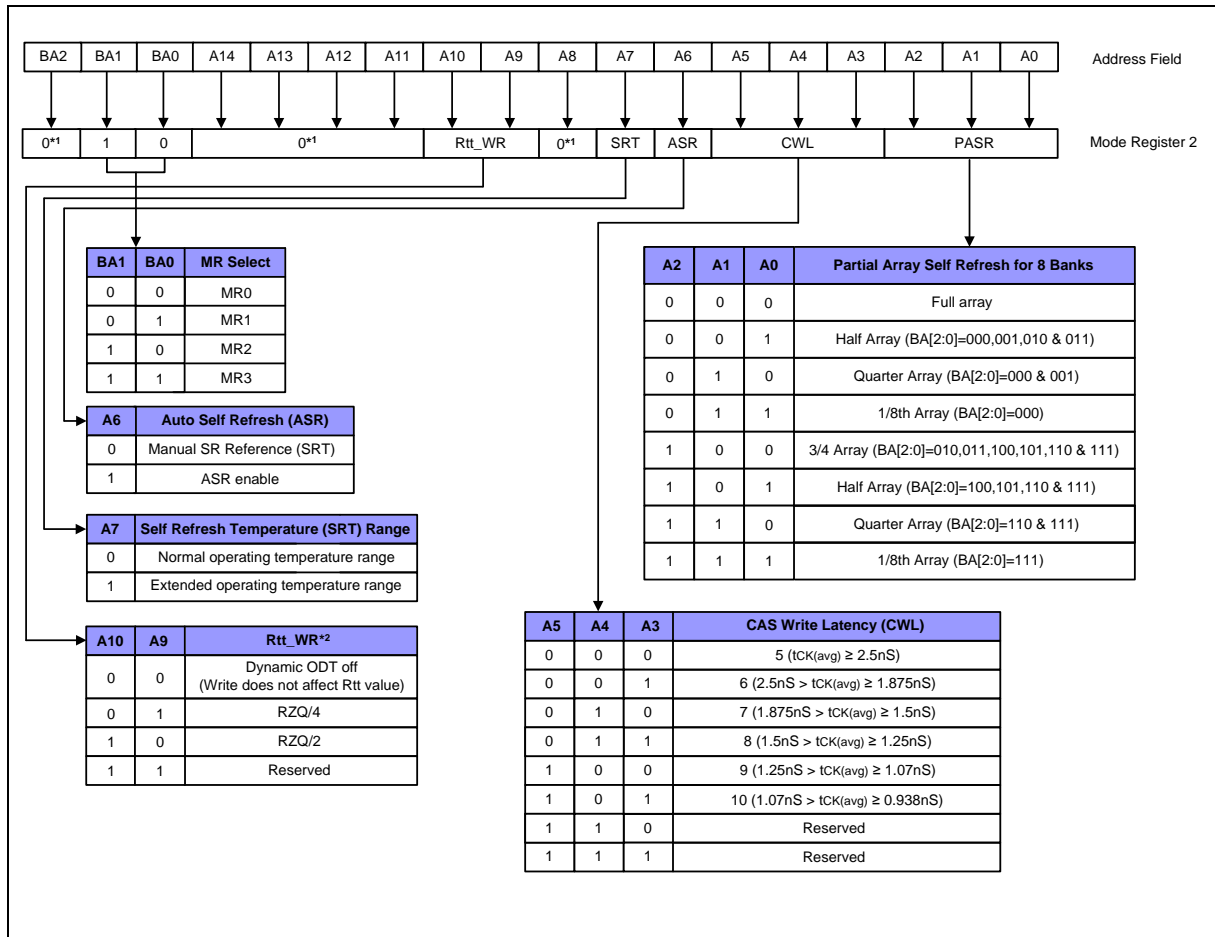 BA2 BA1 BA0 A14 A13 A12 A11 A10 A9 A8 A7 A6 A5 A4 A3 A2 A1 A0 Address Field
0*1 1 0 0*1 Rtt_WR 0*1 SRT ASR CWL PASR Mode Register 2
BA1 BA0 MR Select
0 0 MR0
0 1 MR1
1 0 MR2
1 1 MR3
A6 Auto Self Refresh (ASR)
0 Manual SR Reference (SRT)
1 ASR enable
A7 Self Refresh Temperature (SRT) Range
0 Normal operating temperature range
1 Extended operating temperature range
A10 A9 Rtt_WR*2
0 0 Dynamic ODT off
(Write does not affect Rtt value)
0 1 RZQ/4
1 0 RZQ/2
1 1 Reserved
A2 A1 A0 Partial Array Self Refresh for 8 Banks
0 0 0 Full array
0 0 1 Half Array (BA[2:0]=000,001,010 & 011)
0 1 0 Quarter Array (BA[2:0]=000 & 001)
0 1 1 1/8th Array (BA[2:0]=000)
1 0 0 3/4 Array (BA[2:0]=010,011,100,101,110 & 111)
1 0 1 Half Array (BA[2:0]=100,101,110 & 111)
1 1 0 Quarter Array (BA[2:0]=110 & 111)
1 1 1 1/8th Array (BA[2:0]=111)
A5 A4 A3 CAS Write Latency (CWL)
0 0 0 5 (tCK(avg) ≥ 2.5nS)
0 0 1 6 (2.5nS > tCK(avg) ≥ 1.875nS)
0 1 0 7 (1.875nS > tCK(avg) ≥ 1.5nS)
0 1 1 8 (1.5nS > tCK(avg) ≥ 1.25nS)
1 0 0 9 (1.25nS > tCK(avg) ≥ 1.07nS)
1 0 1 10 (1.07nS > tCK(avg) ≥ 0.938nS)
1 1 0 Reserved
1 1 1 Reserved